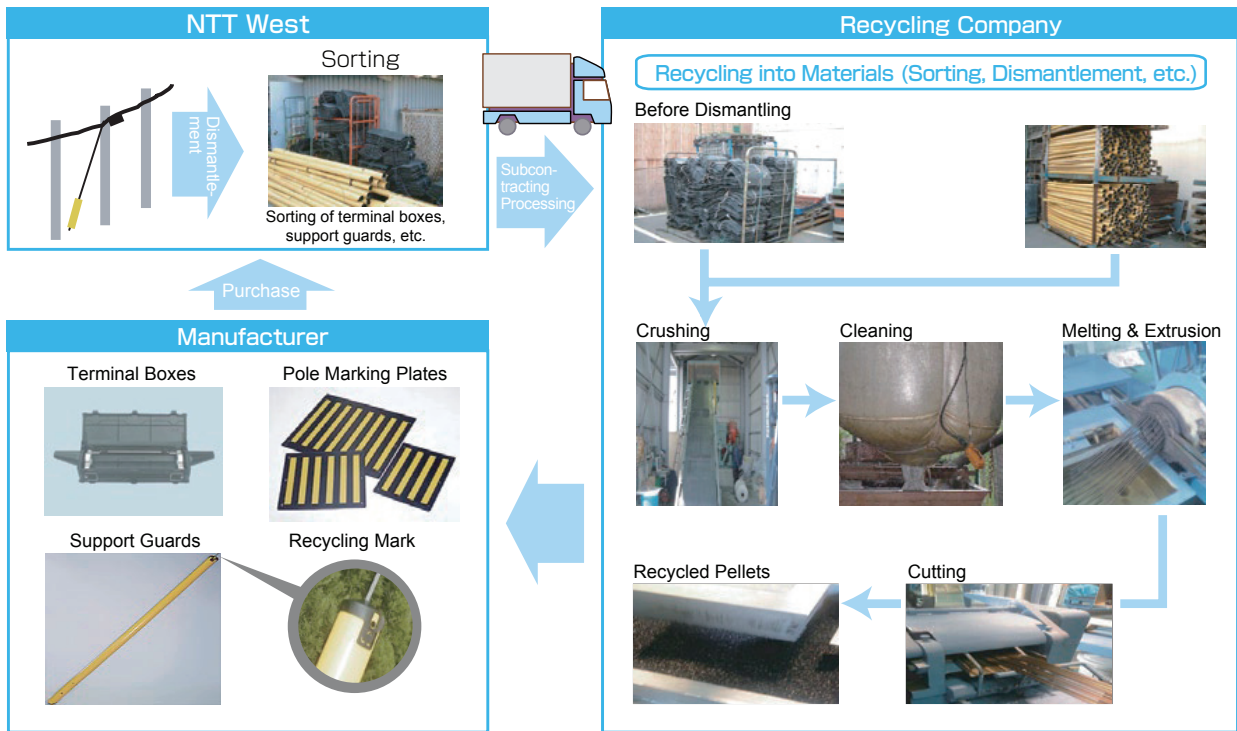 NTT West
Sorting
Dismantle-
ment
Sorting of terminal boxes,
support guards, etc.
Subcon-
tracting
Processing
Recycling Company
Recycling into Materials (Sorting, Dismantlement, etc.)
Before Dismantling
Crushing
Cleaning
Melting & Extrusion
Recycled Pellets
Cutting
Purchase
Manufacturer
Terminal Boxes
Pole Marking Plates
Support Guards
Recycling Mark